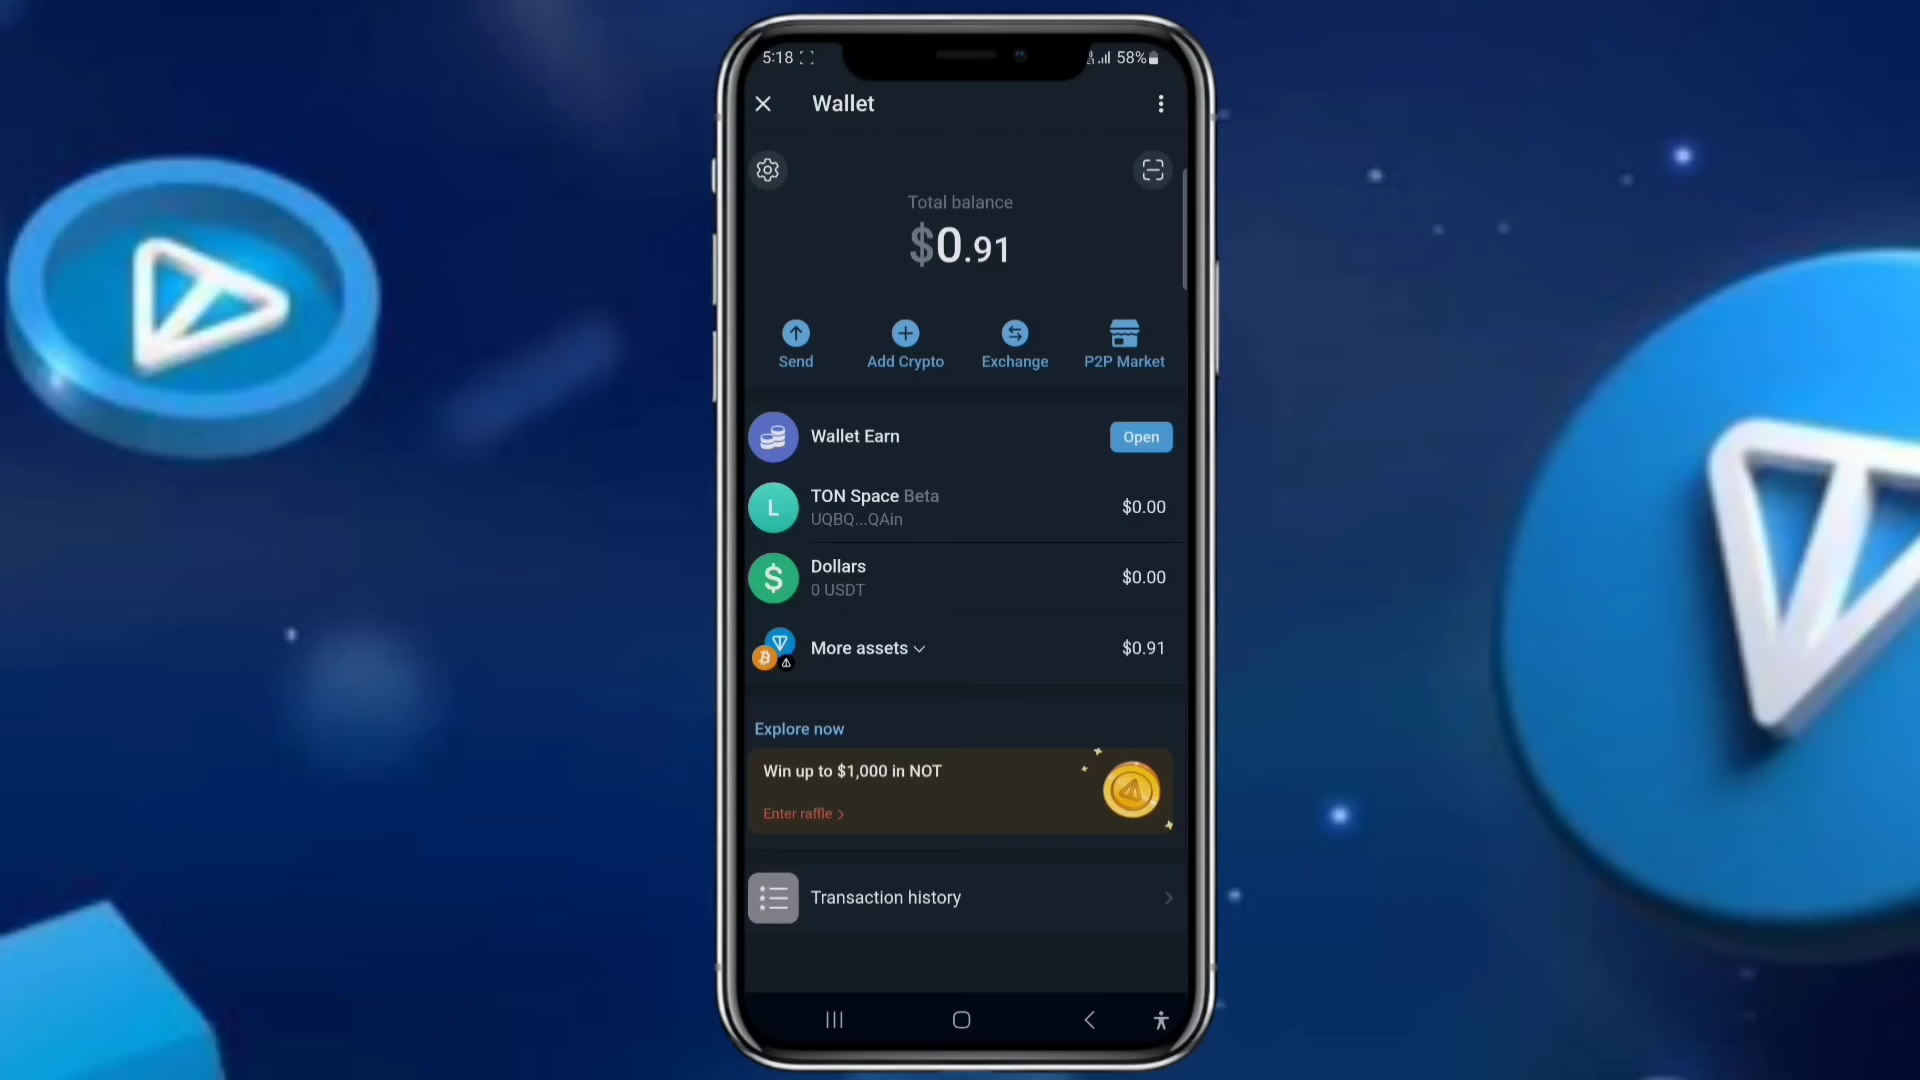 5:18 58%
Wallet
Total balance
$0.91
Send Add Crypto Exchange P2P Market
Wallet Earn Open
TON Space Beta $0.00
UQBQ...QAin
Dollars $0.00
0 USDT
More assets $0.91
Explore now
Win up to $1,000 in NOT
Enter raffle >
Transaction history